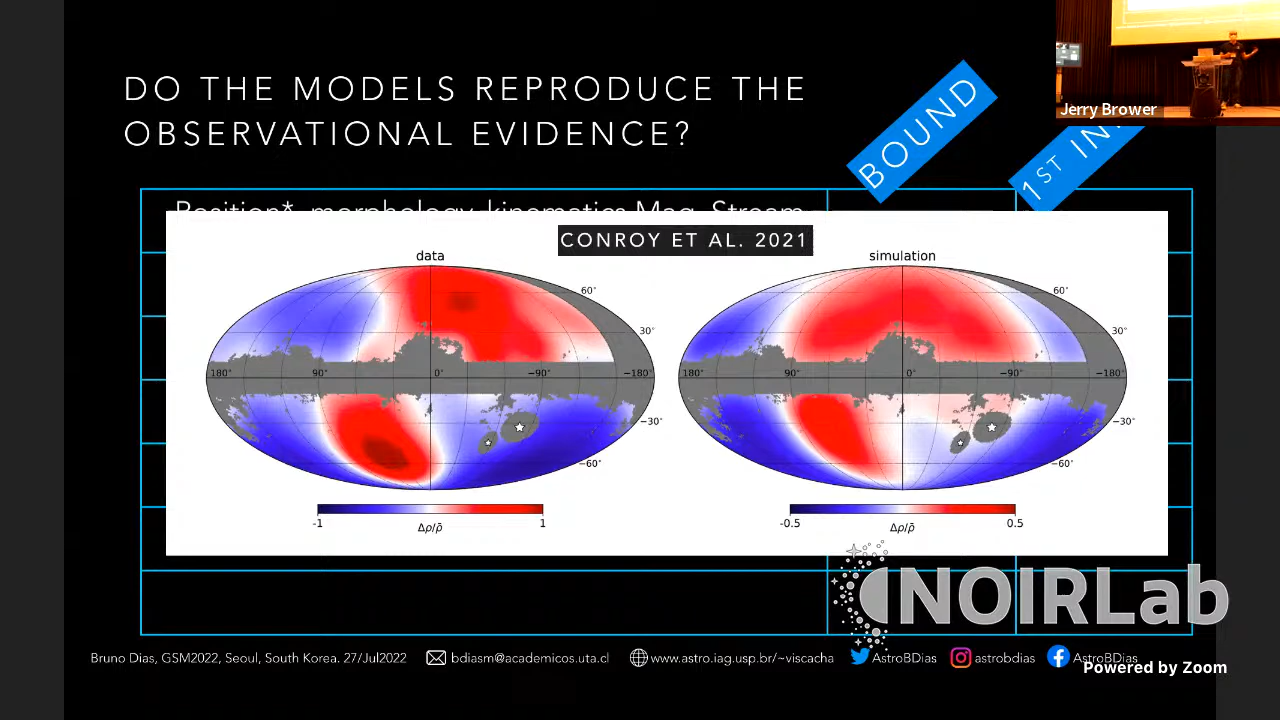 DO THE MODELS REPRODUCE THE
OBSERVATIONAL EVIDENCE?
BOUND
1ST
Jerry Brower
Position*, morphology, kinematics Mag. Stream
CONROY ET AL. 2021
data
simulation
60°
30°
180°
90°
0°
−90°
−180°
−30°
−60°
60°
30°
180°
90°
0°
−90°
−180°
−30°
−60°
-1
1
Δρ/ρ̄
-0.5
0.5
Δρ/ρ̄
NOIRLab
Bruno Dias, GSM2022, Seoul, South Korea. 27/Jul2022
bdiasm@academicos.uta.cl
www.astro.iag.usp.br/~viscacha
AstroBDias
astrobdias
AstroBDias
Powered by Zoom